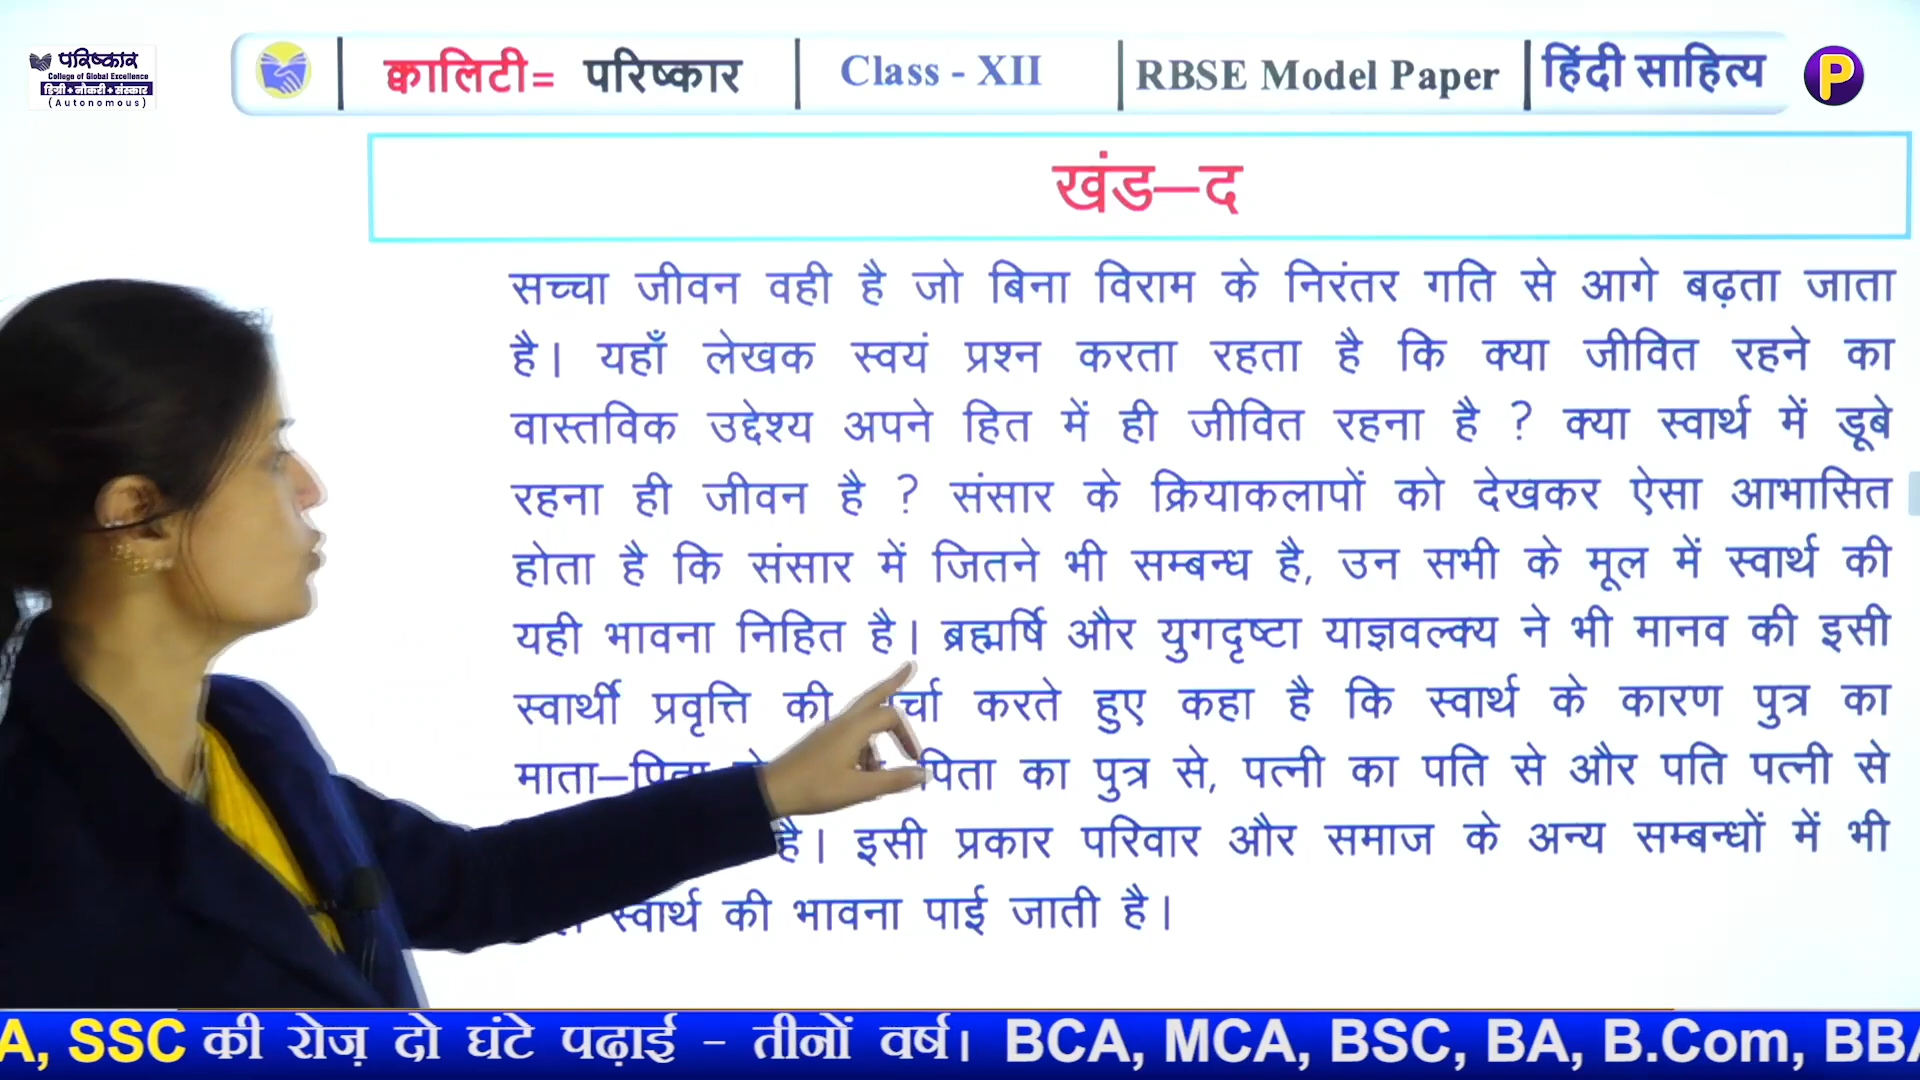 परिष्कार
College of Global Excellence
डिग्री + नौकरी + संस्कार
(Autonomous)
क्वालिटी= परिष्कार
Class - XII
RBSE Model Paper
हिंदी साहित्य
P
खंड—द
सच्चा जीवन वही है जो बिना विराम के निरंतर गति से आगे बढ़ता जाता
है। यहाँ लेखक स्वयं प्रश्न करता रहता है कि क्या जीवित रहने का
वास्तविक उद्देश्य अपने हित में ही जीवित रहना है ? क्या स्वार्थ में डूबे
रहना ही जीवन है ? संसार के क्रियाकलापों को देखकर ऐसा आभासित
होता है कि संसार में जितने भी सम्बन्ध है, उन सभी के मूल में स्वार्थ की
यही भावना निहित है। ब्रह्मर्षि और युगदृष्टा याज्ञवल्क्य ने भी मानव की इसी
स्वार्थी प्रवृत्ति की करते हुए कहा है कि स्वार्थ के कारण पुत्र का
माता—पिता पिता का पुत्र से, पत्नी का पति से और पति पत्नी से
है। इसी प्रकार परिवार और समाज के अन्य सम्बन्धों में भी
स्वार्थ की भावना पाई जाती है।
A, SSC की रोज़ दो घंटे पढ़ाई - तीनों वर्ष। BCA, MCA, BSC, BA, B.Com, BBA